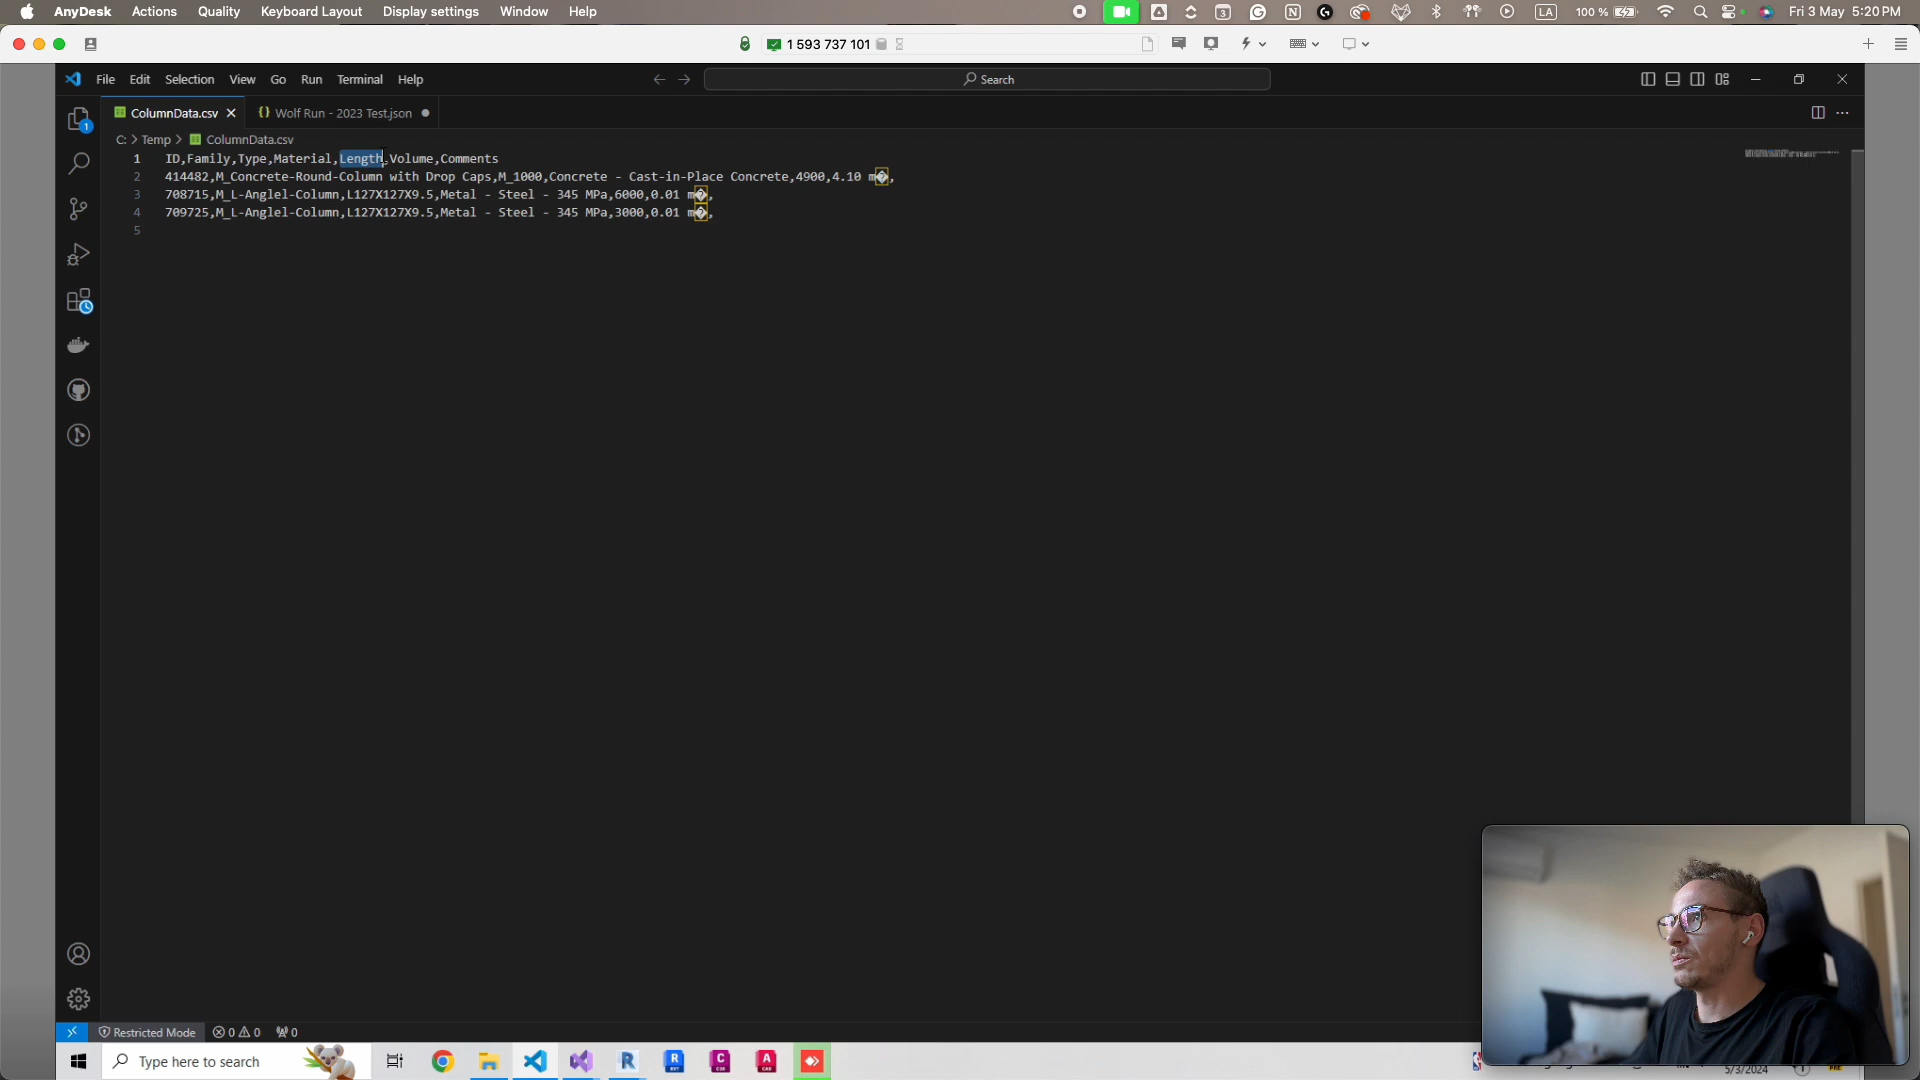 AnyDesk Actions Quality Keyboard Layout Display settings Window Help
3 LA 100 % Fri 3 May 5:20 PM
1 593 737 101
File Edit Selection View Go Run Terminal Help
Search
ColumnData.csv Wolf Run - 2023 Test.json
C: > Temp > ColumnData.csv
1 ID,Family,Type,Material,Length,Volume,Comments
2 414482,M_Concrete-Round-Column with Drop Caps,M_1000,Concrete - Cast-in-Place Concrete,4900,4.10 m�,
3 708715,M_L-Anglel-Column,L127X127X9.5,Metal - Steel - 345 MPa,6000,0.01 m�,
4 709725,M_L-Anglel-Column,L127X127X9.5,Metal - Steel - 345 MPa,3000,0.01 m�,
5
1
Restricted Mode 0 0 0
Type here to search
5/3/2024
PRE